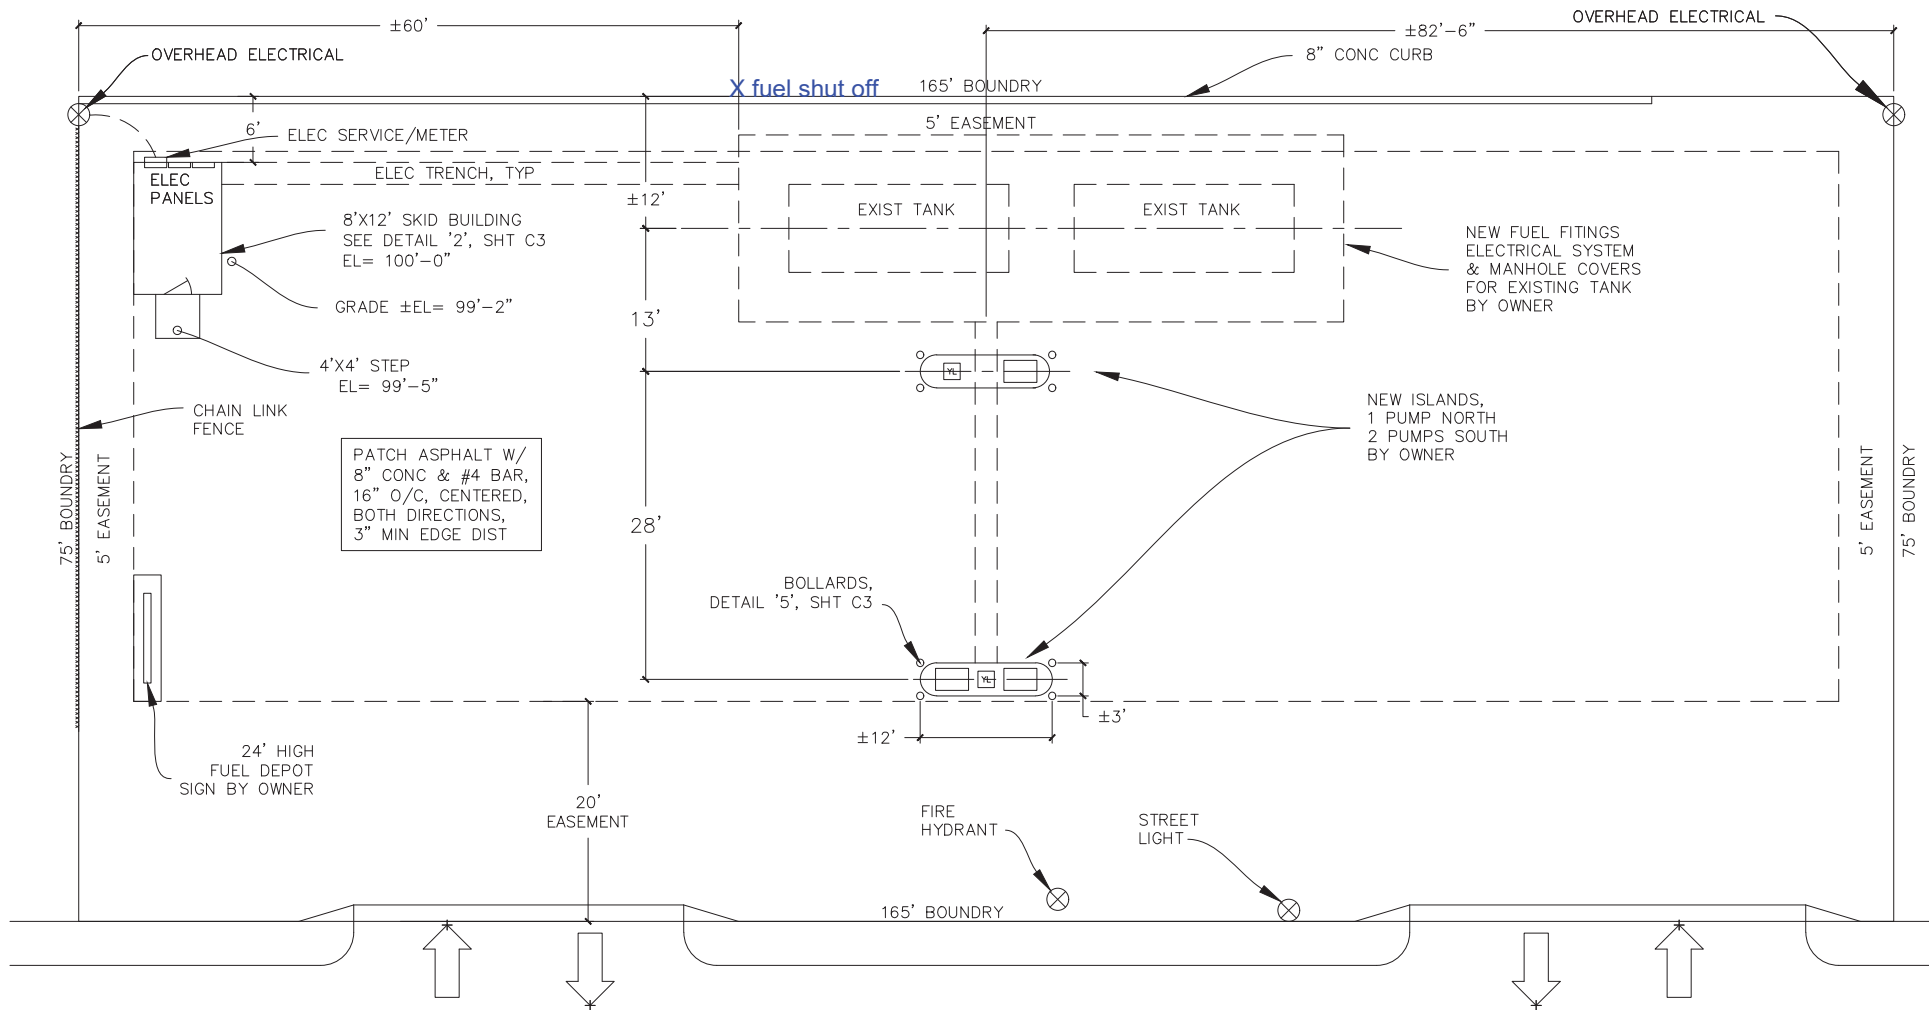 ±60'
OVERHEAD ELECTRICAL
±82'-6"
OVERHEAD ELECTRICAL
8" CONC CURB
X fuel shut off
165' BOUNDRY
5' EASEMENT
6'
ELEC SERVICE/METER
ELEC
PANELS
ELEC TRENCH, TYP
±12'
EXIST TANK
EXIST TANK
8'X12' SKID BUILDING
SEE DETAIL '2', SHT C3
EL= 100'-0"
NEW FUEL FITINGS
ELECTRICAL SYSTEM
& MANHOLE COVERS
FOR EXISTING TANK
BY OWNER
GRADE ±EL= 99'-2"
13'
4'X4' STEP
EL= 99'-5"
YL
CHAIN LINK
FENCE
NEW ISLANDS,
1 PUMP NORTH
2 PUMPS SOUTH
BY OWNER
PATCH ASPHALT W/
8" CONC & #4 BAR,
16" O/C, CENTERED,
BOTH DIRECTIONS,
3" MIN EDGE DIST
75' BOUNDRY
5' EASEMENT
28'
5' EASEMENT
75' BOUNDRY
BOLLARDS,
DETAIL '5', SHT C3
YL
±3'
±12'
24' HIGH
FUEL DEPOT
SIGN BY OWNER
20'
EASEMENT
FIRE
HYDRANT
STREET
LIGHT
165' BOUNDRY